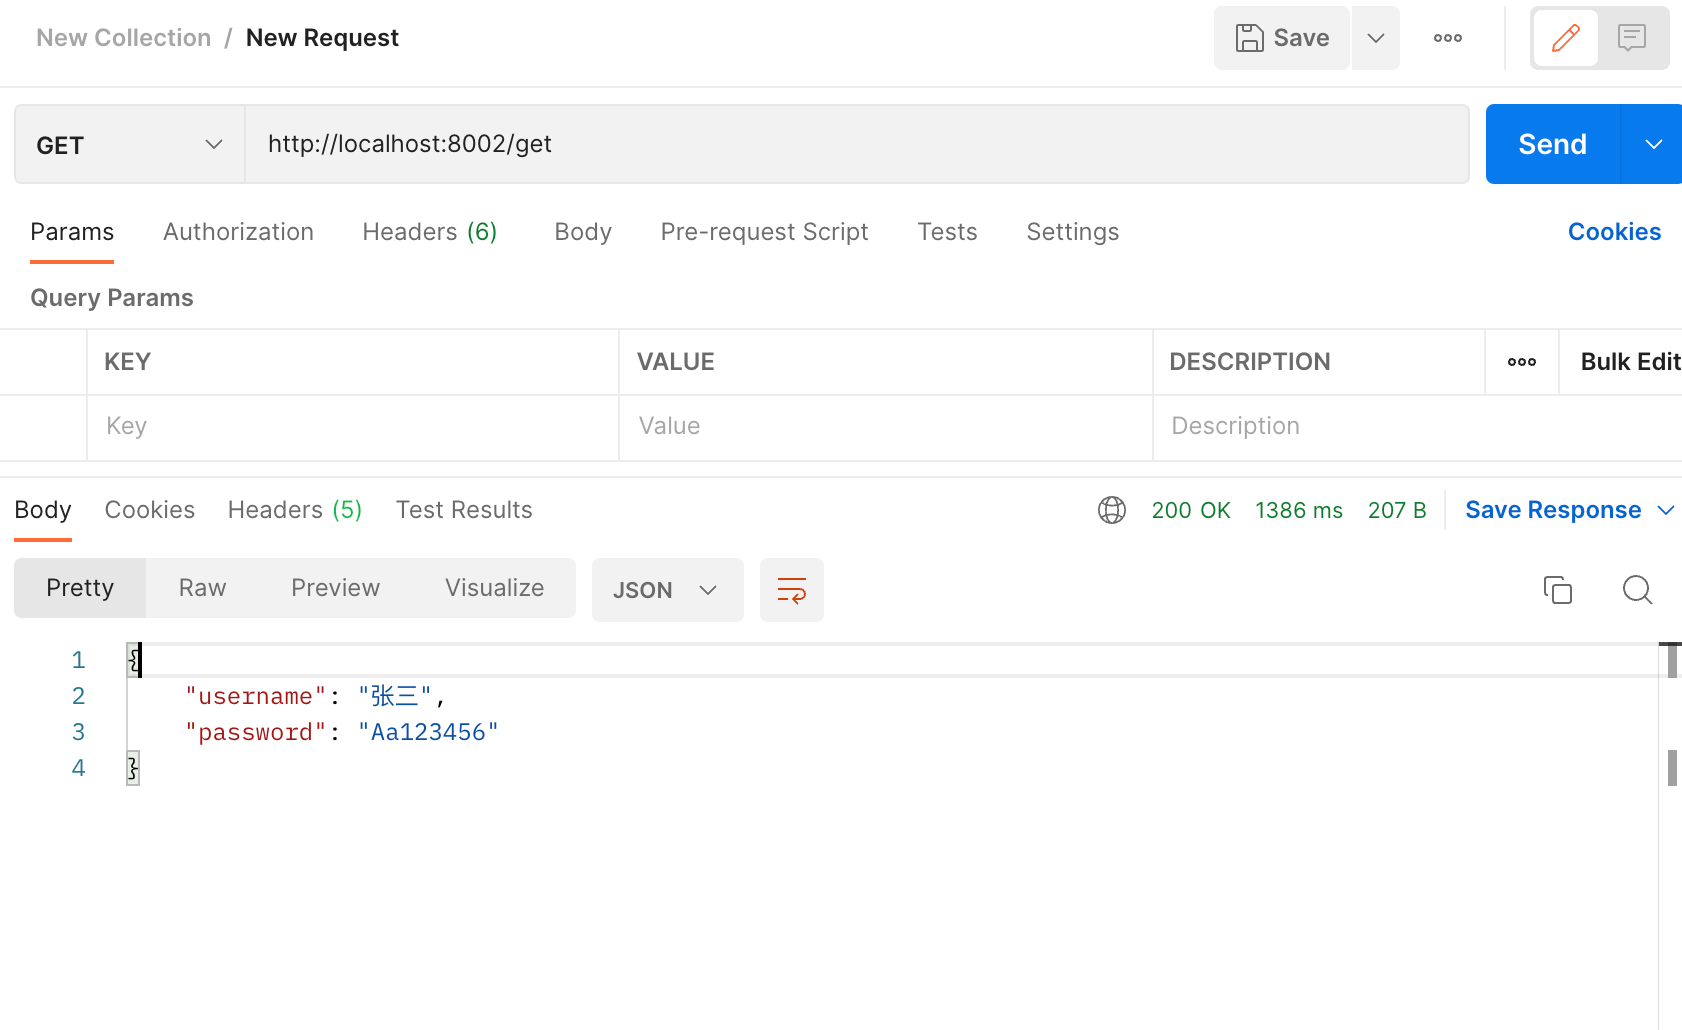 New Collection / New Request Save
GET http://localhost:8002/get Send
Params Authorization Headers (6) Body Pre-request Script Tests Settings Cookies
Query Params
KEY VALUE DESCRIPTION Bulk Edit
Key Value Description
Body Cookies Headers (5) Test Results 200 OK 1386 ms 207 B Save Response
Pretty Raw Preview Visualize JSON
1 {
2 "username": "张三",
3 "password": "Aa123456"
4 }